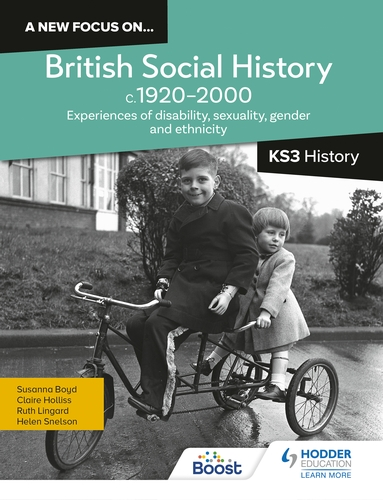 A NEW FOCUS ON...
British Social History
c.1920–2000
Experiences of disability, sexuality, gender
and ethnicity
KS3 History
Susanna Boyd
Claire Holliss
Ruth Lingard
Helen Snelson
Boost
HODDER
EDUCATION
LEARN MORE